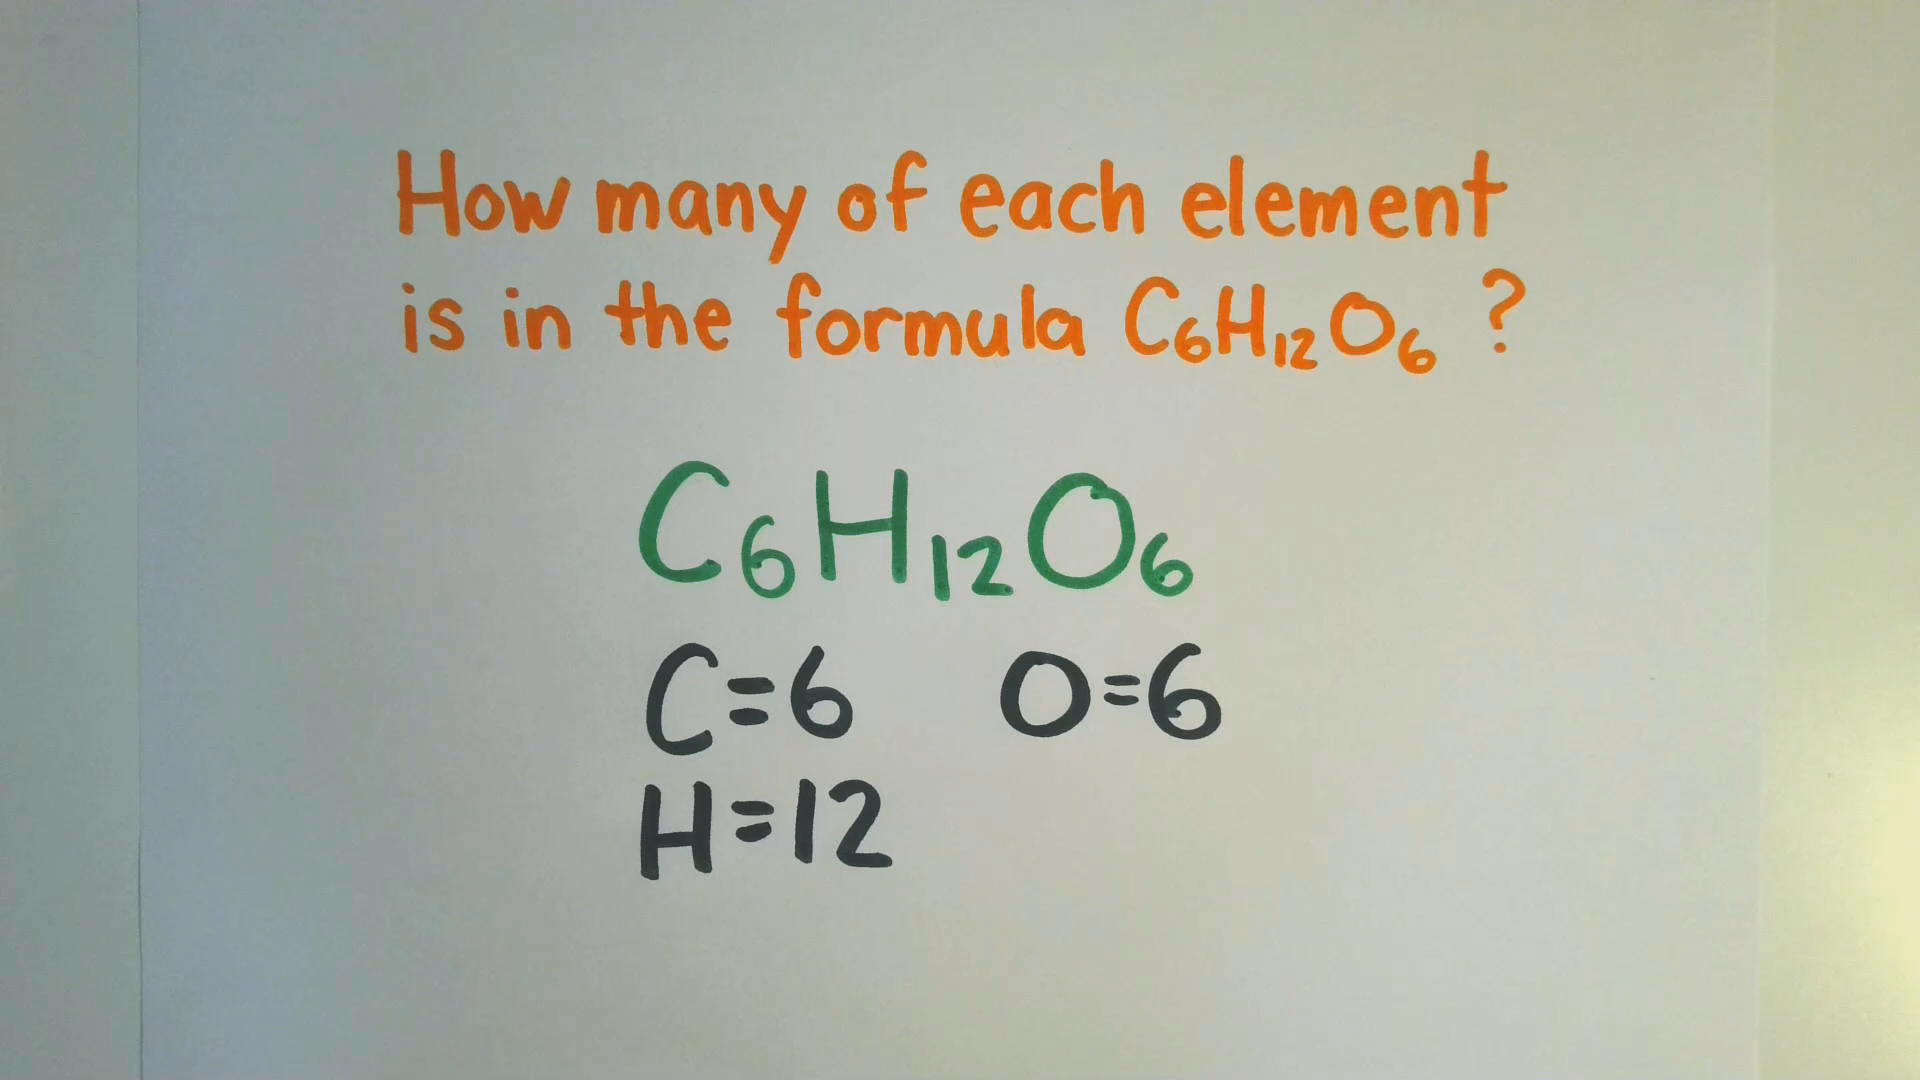 How many of each element
is in the formula C₆H₁₂O₆ ?
C₆H₁₂O₆
C=6 O=6
H=12